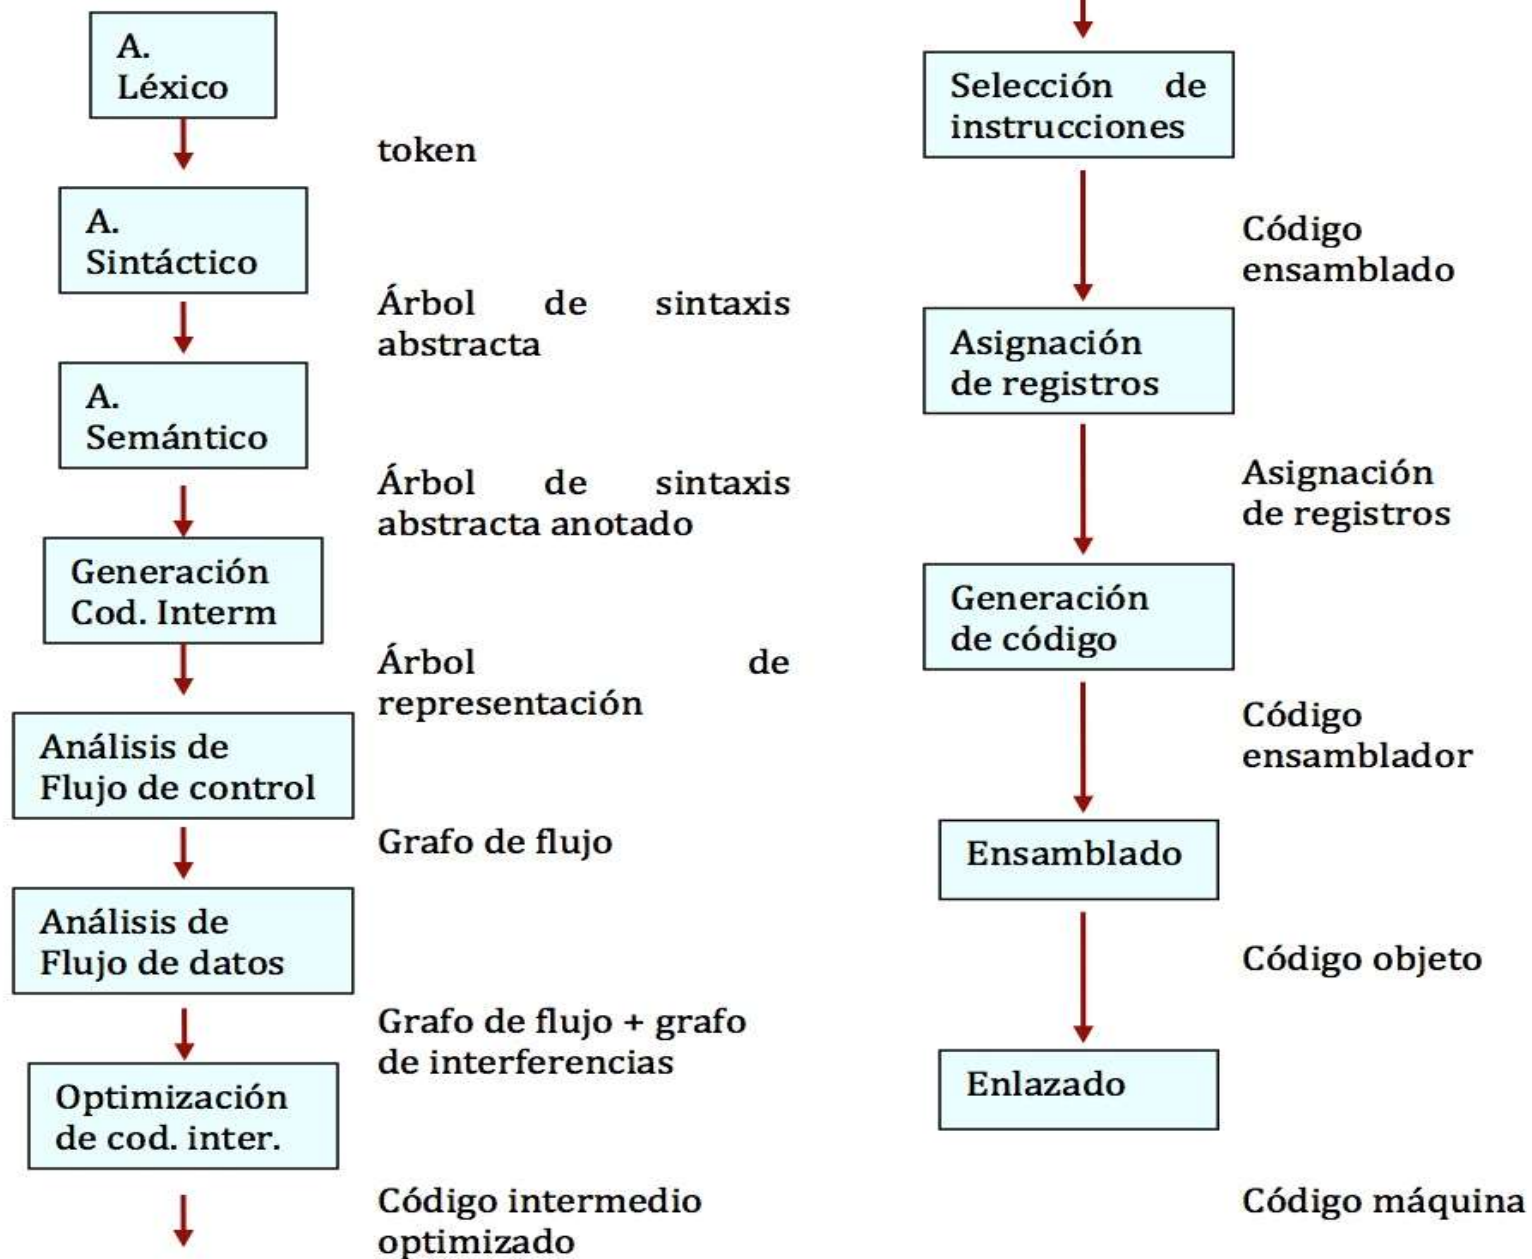 A.
Léxico
token
A.
Sintáctico
Árbol de sintaxis
abstracta
A.
Semántico
Árbol de sintaxis
abstracta anotado
Generación
Cod. Interm
Árbol de
representación
Análisis de
Flujo de control
Grafo de flujo
Análisis de
Flujo de datos
Grafo de flujo + grafo
de interferencias
Optimización
de cod. inter.
Código intermedio
optimizado
Selección de
instrucciones
Código
ensamblado
Asignación
de registros
Asignación
de registros
Generación
de código
Código
ensamblador
Ensamblado
Código objeto
Enlazado
Código máquina